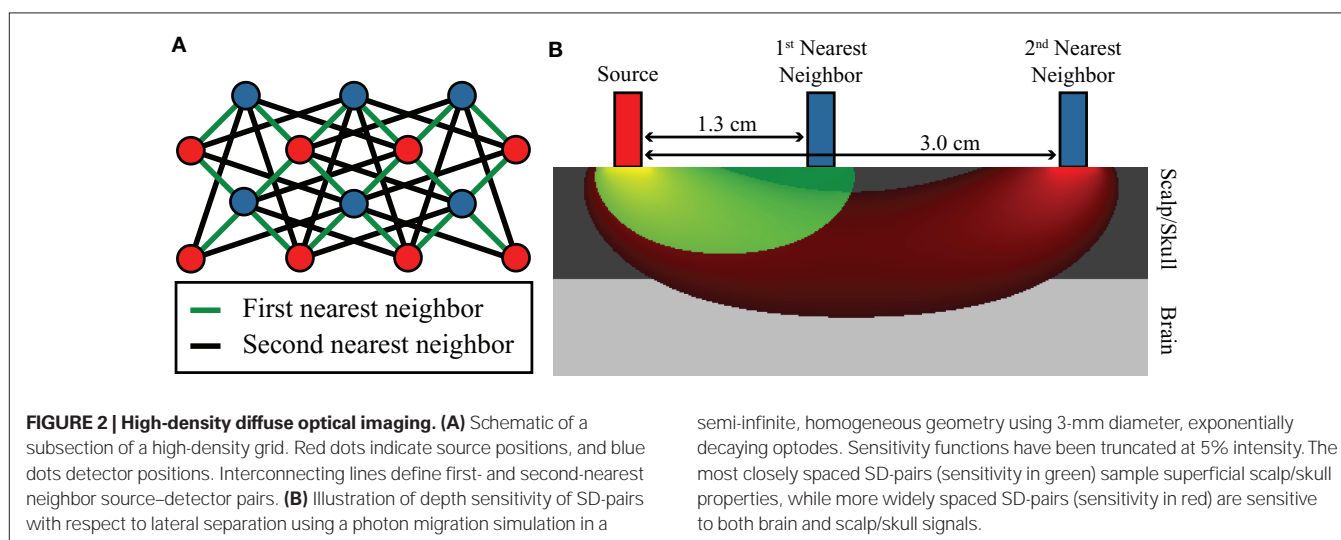 A
B
Source
1st Nearest
Neighbor
2nd Nearest
Neighbor
1.3 cm
3.0 cm
Scalp/Skull
Brain
First nearest neighbor
Second nearest neighbor
FIGURE 2 | High-density diffuse optical imaging. (A) Schematic of a
subsection of a high-density grid. Red dots indicate source positions, and blue
dots detector positions. Interconnecting lines define first- and second-nearest
neighbor source–detector pairs. (B) Illustration of depth sensitivity of SD-pairs
with respect to lateral separation using a photon migration simulation in a
semi-infinite, homogeneous geometry using 3-mm diameter, exponentially
decaying optodes. Sensitivity functions have been truncated at 5% intensity. The
most closely spaced SD-pairs (sensitivity in green) sample superficial scalp/skull
properties, while more widely spaced SD-pairs (sensitivity in red) are sensitive
to both brain and scalp/skull signals.